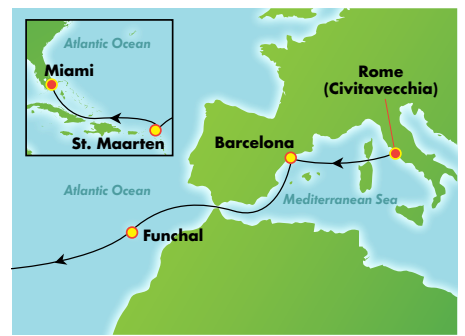 Atlantic Ocean
Miami
St. Maarten
Rome
(Civitavecchia)
Barcelona
Atlantic Ocean
Mediterranean Sea
Funchal